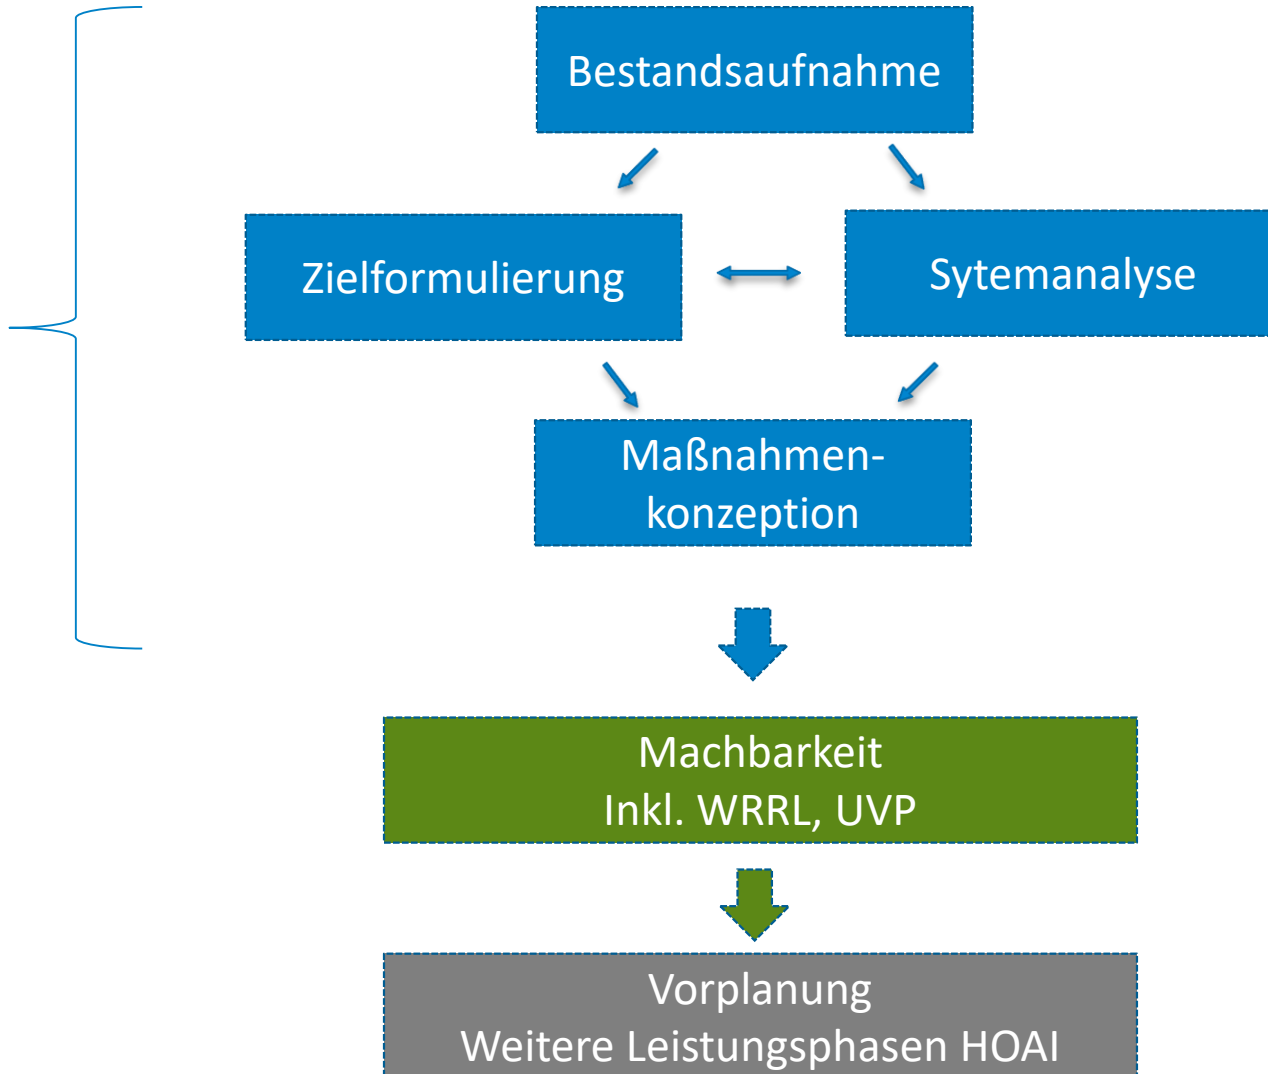 Bestandsaufnahme
Zielformulierung
Sytemanalyse
Maßnahmen-
konzeption
Machbarkeit
Inkl. WRRL, UVP
Vorplanung
Weitere Leistungsphasen HOAI